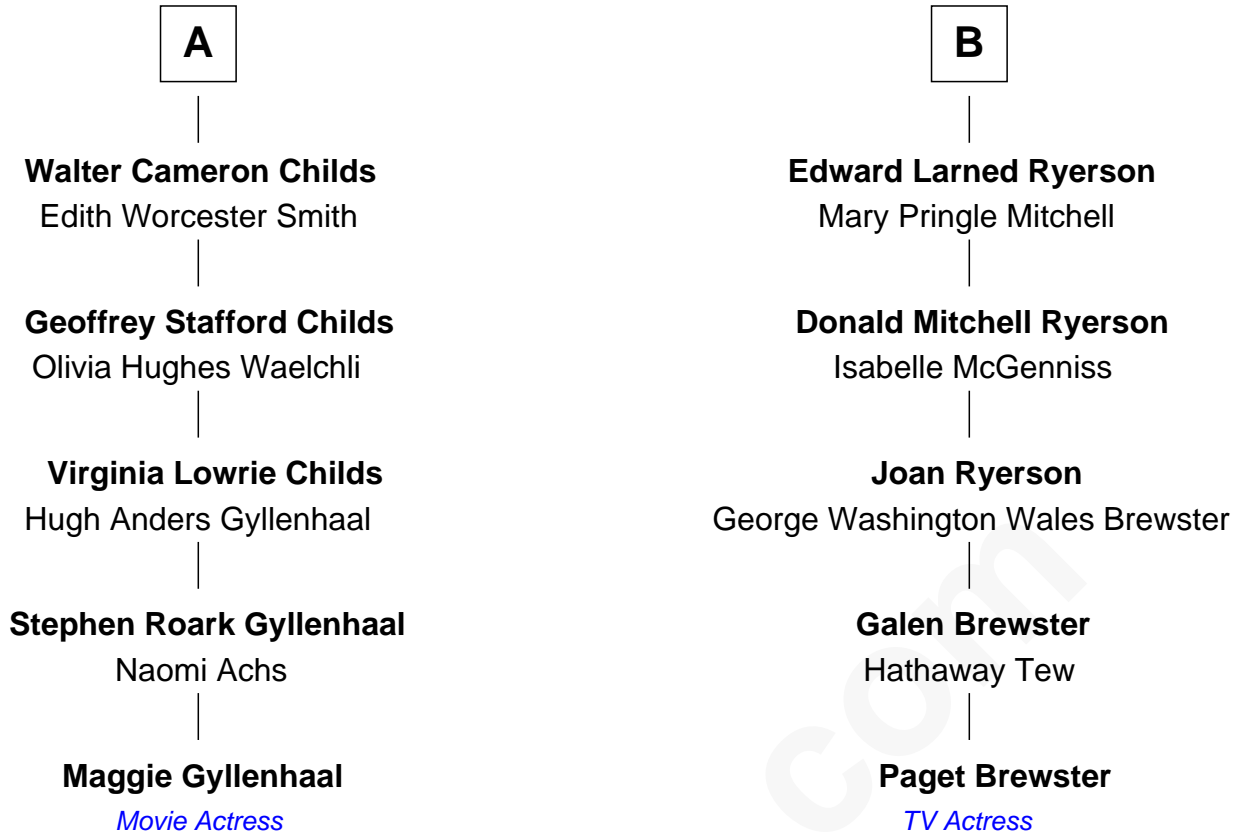 A
Walter Cameron Childs
Edith Worcester Smith
Geoffrey Stafford Childs
Olivia Hughes Waelchli
Virginia Lowrie Childs
Hugh Anders Gyllenhaal
Stephen Roark Gyllenhaal
Naomi Achs
Maggie Gyllenhaal
Movie Actress
B
Edward Larned Ryerson
Mary Pringle Mitchell
Donald Mitchell Ryerson
Isabelle McGenniss
Joan Ryerson
George Washington Wales Brewster
Galen Brewster
Hathaway Tew
Paget Brewster
TV Actress
com